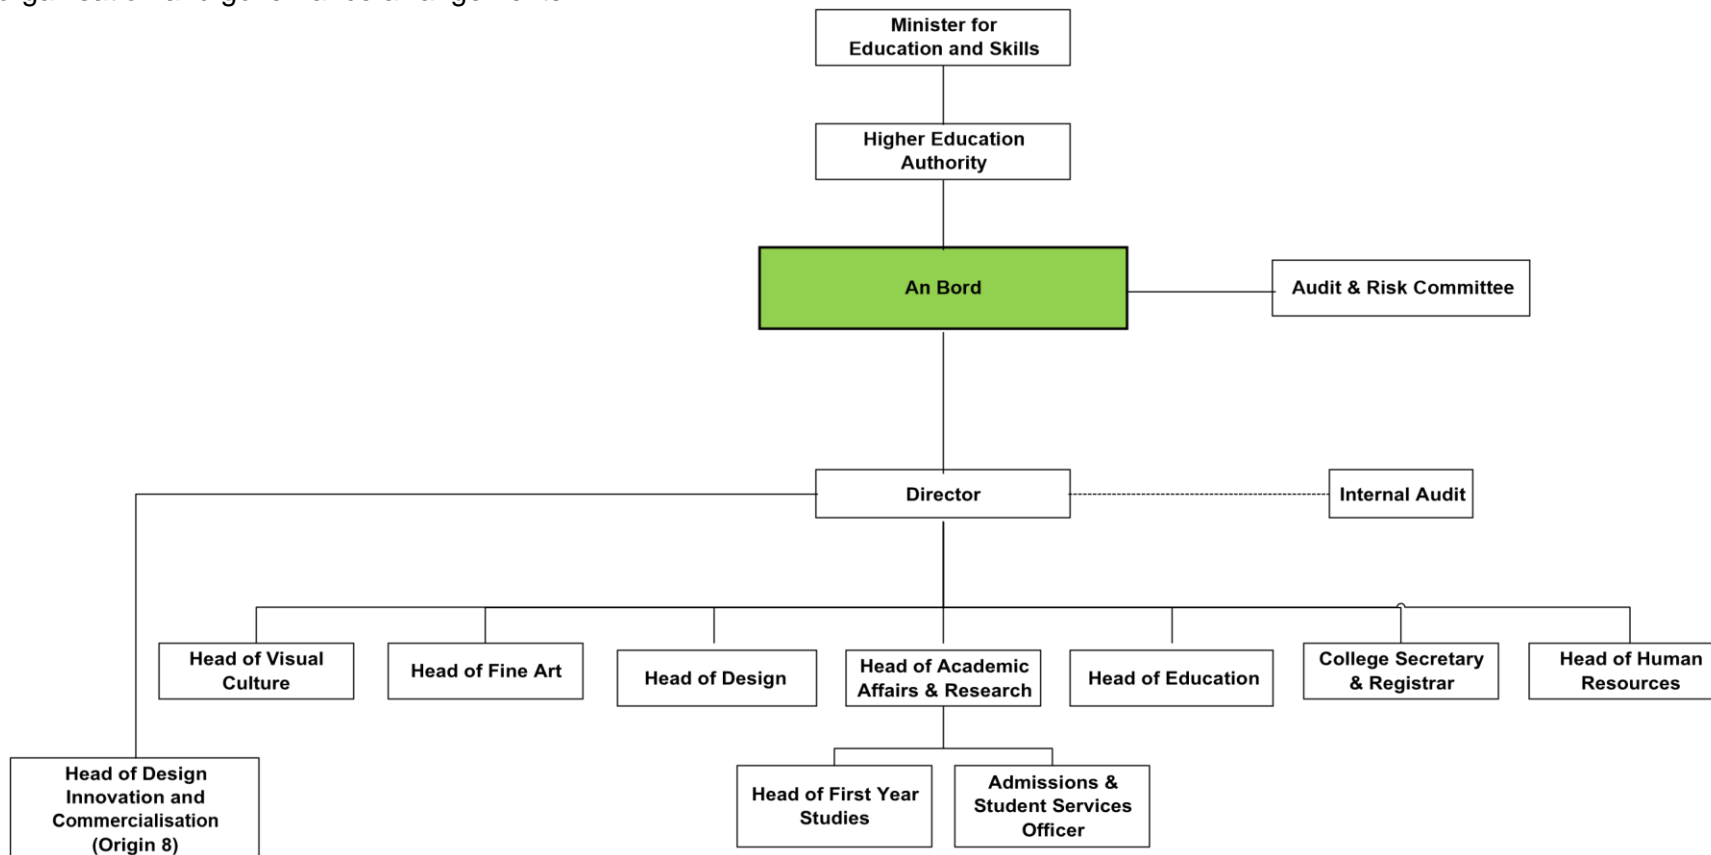 Minister for
Education and Skills
Higher Education
Authority
An Bord
Audit & Risk Committee
Director
Internal Audit
Head of Visual
Culture
Head of Fine Art
Head of Design
Head of Academic
Affairs & Research
Head of Education
College Secretary
& Registrar
Head of Human
Resources
Head of Design
Innovation and
Commercialisation
(Origin 8)
Head of First Year
Studies
Admissions &
Student Services
Officer